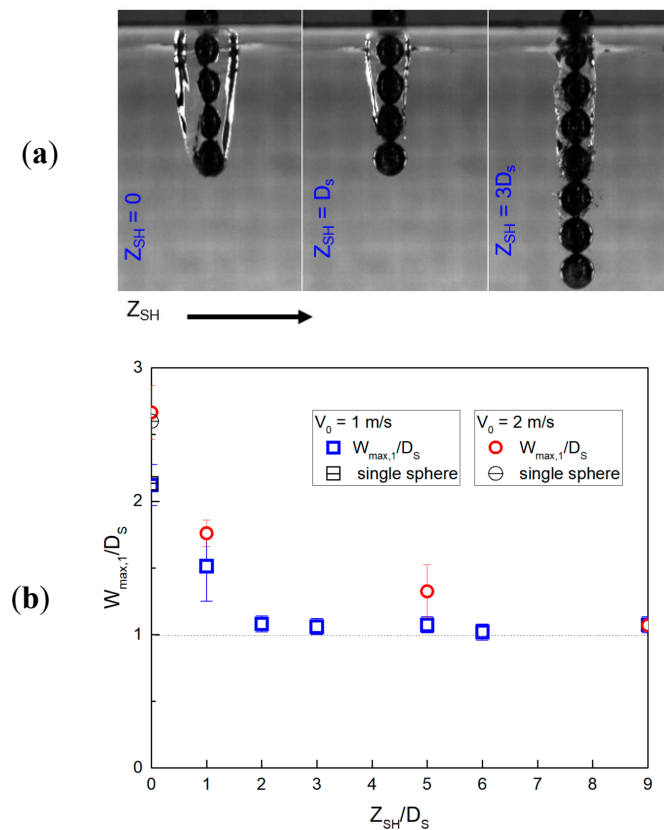 (a)
Z_SH = 0
Z_SH = D_s
Z_SH = 3D_s
Z_SH
(b)
3
2
1
0
W_max,1/D_S
V_0 = 1 m/s
W_max,1/D_S
single sphere
V_0 = 2 m/s
W_max,1/D_S
single sphere
0 1 2 3 4 5 6 7 8 9
Z_SH/D_S